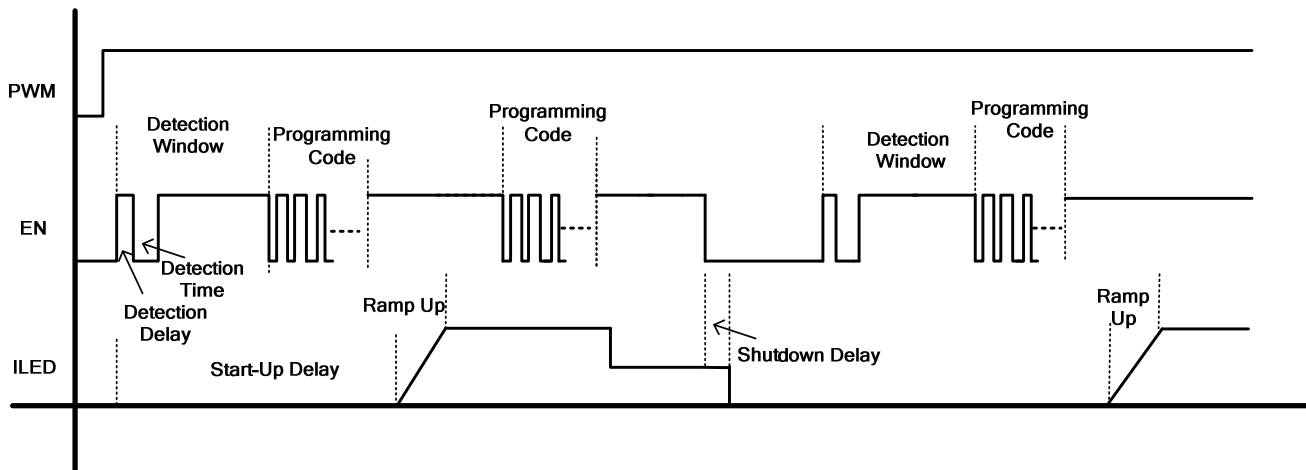 PWM
Detection
Window
Programming
Code
Programming
Code
Detection
Window
Programming
Code
EN
Detection
Time
Detection
Delay
Ramp Up
Ramp
Up
ILED
Start-Up Delay
Shutdown Delay